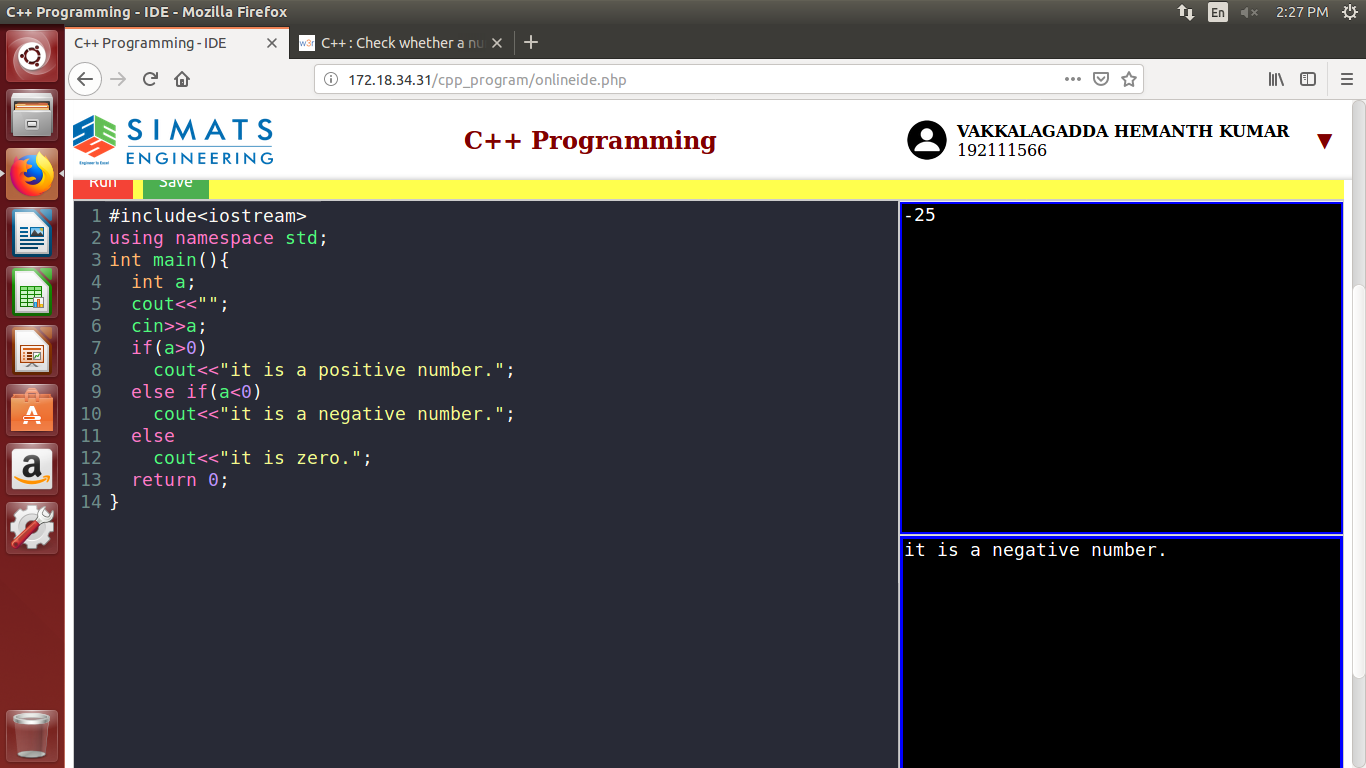 C++ Programming - IDE - Mozilla Firefox
En
2:27 PM
C++ Programming - IDE
w3r
C++ : Check whether a nu
172.18.34.31/cpp_program/onlineide.php
SIMATS
ENGINEERING
Engineer to Excel
C++ Programming
VAKKALAGADDA HEMANTH KUMAR
192111566
Run
Save
1 #include<iostream>
2 using namespace std;
3 int main(){
4   int a;
5   cout<<"";
6   cin>>a;
7   if(a>0)
8     cout<<"it is a positive number.";
9   else if(a<0)
10     cout<<"it is a negative number.";
11   else
12     cout<<"it is zero.";
13   return 0;
14 }
-25
it is a negative number.